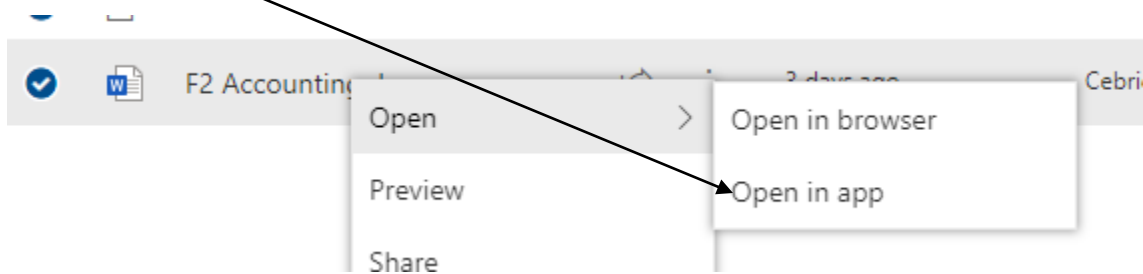 F2 Accounting
3 days ago
Open
Open in browser
Preview
Open in app
Share